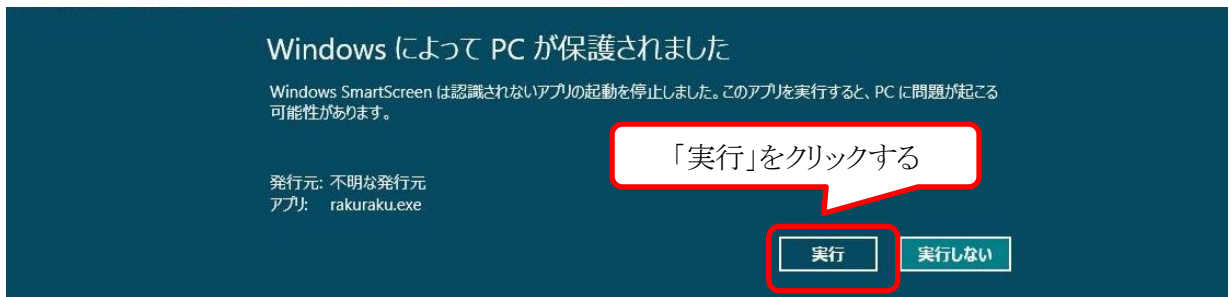 Windows によって PC が保護されました
Windows SmartScreen は認識されないアプリの起動を停止しました。このアプリを実行すると、PC に問題が起こる
可能性があります。
「実行」をクリックする
発行元: 不明な発行元
アプリ: rakuraku.exe
実行 実行しない